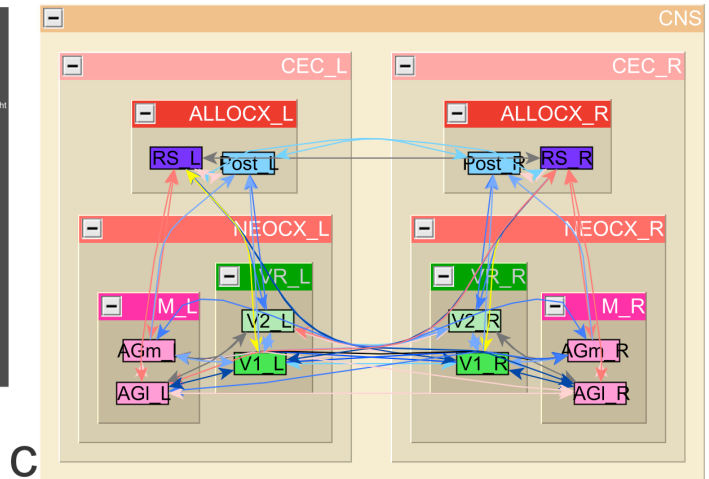 CNS
CEC_L CEC_R
ALLOCX_L ALLOCX_R
RS_L Post_L Post_R RS_R
NEOCX_L NEOCX_R
VR_L VR_R
M_L M_R
V2_L V2_R
AGm_L AGm_R
V1_L V1_R
AGl_L AGl_R
C